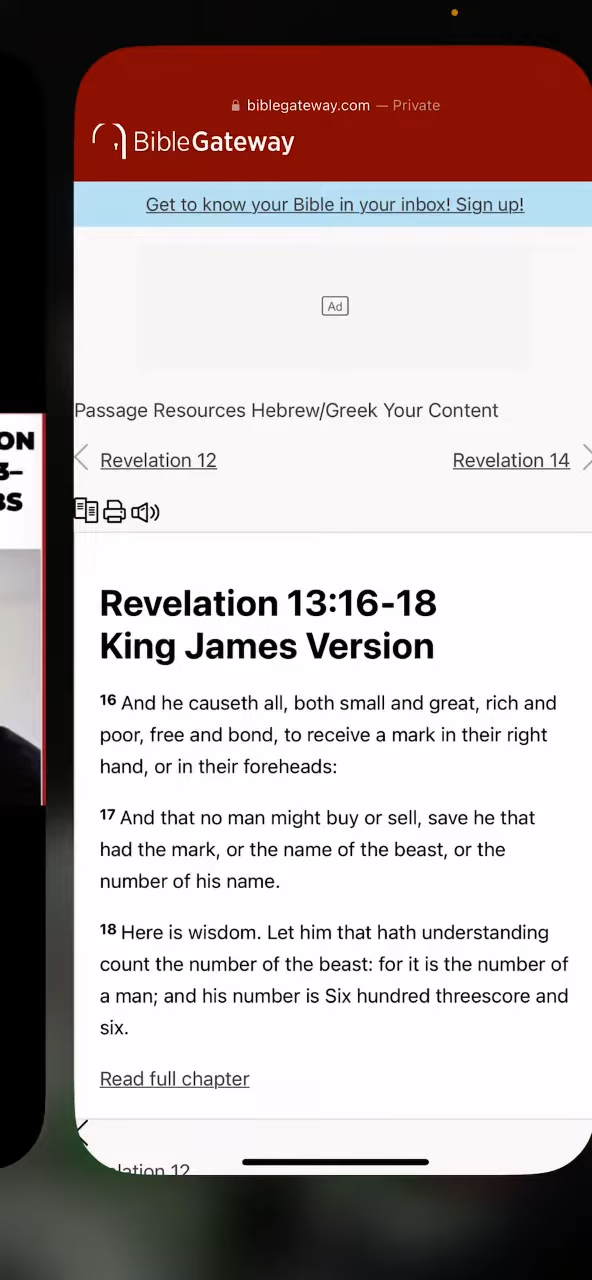 biblegateway.com — Private
BibleGateway
Get to know your Bible in your inbox! Sign up!
Ad
Passage Resources Hebrew/Greek Your Content
Revelation 12
Revelation 14
ON
3–
BS
Revelation 13:16-18
King James Version
16 And he causeth all, both small and great, rich and
poor, free and bond, to receive a mark in their right
hand, or in their foreheads:
17 And that no man might buy or sell, save he that
had the mark, or the name of the beast, or the
number of his name.
18 Here is wisdom. Let him that hath understanding
count the number of the beast: for it is the number of
a man; and his number is Six hundred threescore and
six.
Read full chapter
lation 12